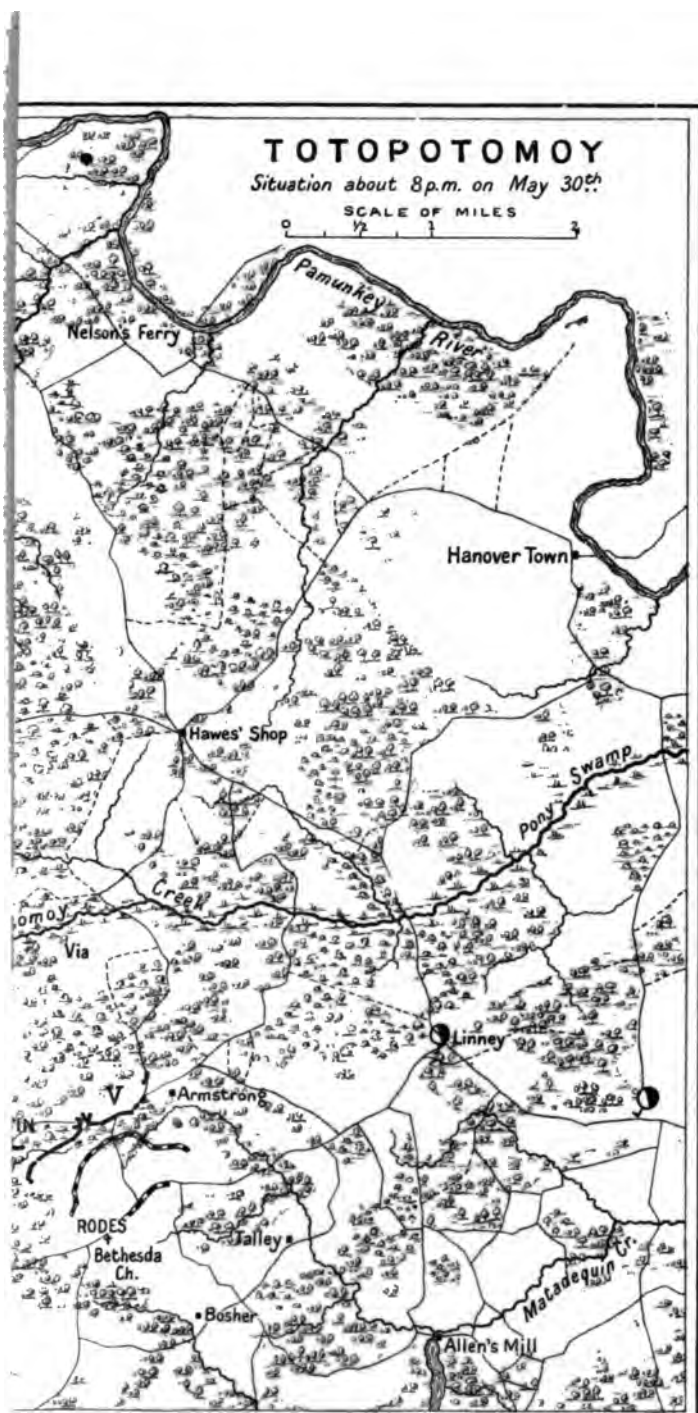 TOTOPOTOMOY
Situation about 8 p.m. on May 30th.
SCALE OF MILES
0 ½ 1 2
Pamunkey
River
Nelson's Ferry
Hanover Town
Hawes' Shop
Pony Swamp
Creek
omoy
Via
Linney
V
Armstrong
IN
RODES
Bethesda
Ch.
Talley
Matadequin Cr.
Bosher
Allen's Mill